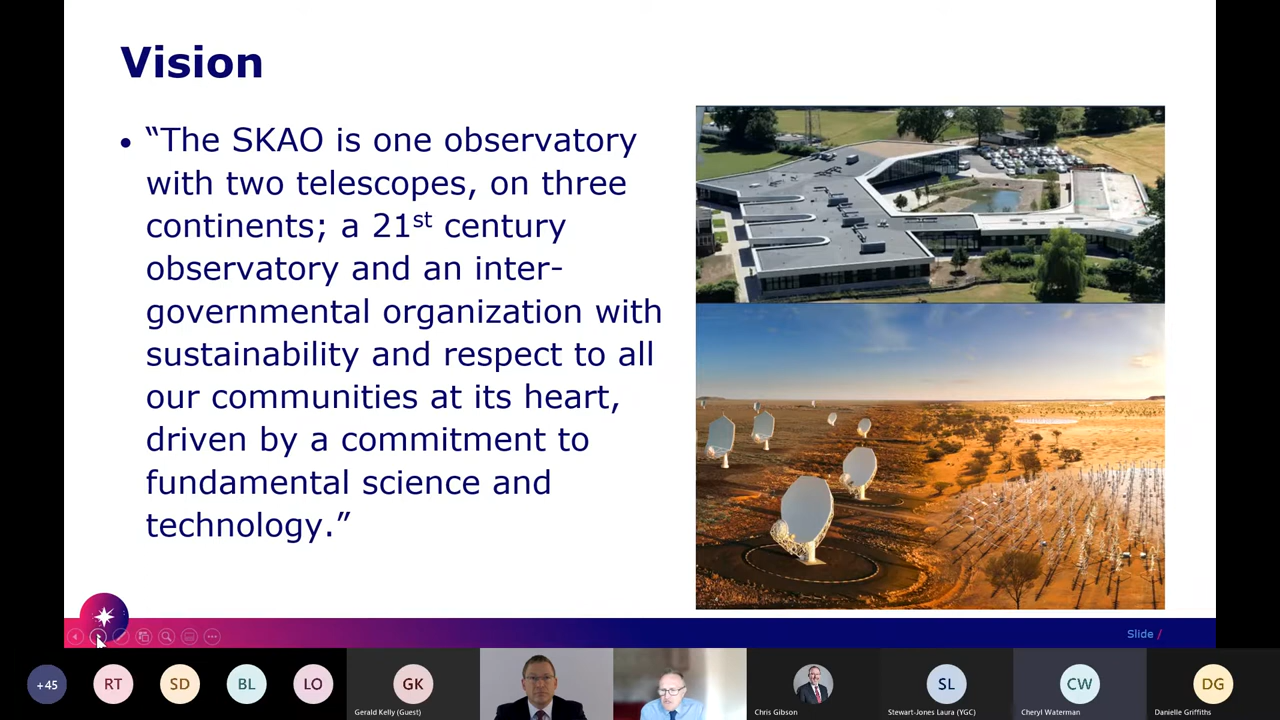 Vision
• “The SKAO is one observatory
with two telescopes, on three
continents; a 21st century
observatory and an inter-
governmental organization with
sustainability and respect to all
our communities at its heart,
driven by a commitment to
fundamental science and
technology.”
Slide /
+45
RT
SD
BL
LO
GK
Gerald Kelly (Guest)
Chris Gibson
SL
Stewart-Jones Laura (YGC)
CW
Cheryl Waterman
DG
Danielle Griffiths